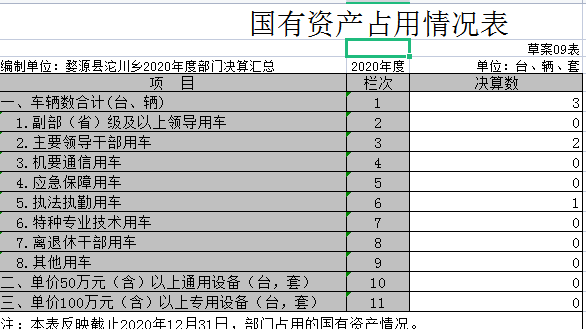 国有资产占用情况表
草案09表
编制单位：婺源县沱川乡2020年度部门决算汇总 2020年度 单位：台、辆、套
项 目 栏次 决算数
一、车辆数合计(台、辆) 1 3
1.副部（省）级及以上领导用车 2 0
2.主要领导干部用车 3 2
3.机要通信用车 4 0
4.应急保障用车 5 0
5.执法执勤用车 6 1
6.特种专业技术用车 7 0
7.离退休干部用车 8 0
8.其他用车 9 0
二、单价50万元（含）以上通用设备（台，套） 10 0
三、单价100万元（含）以上专用设备（台，套） 11 0
注：本表反映截止2020年12月31日，部门占用的国有资产情况。